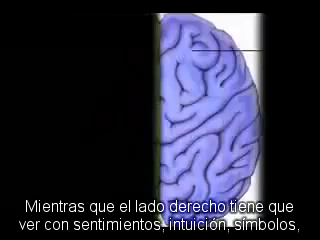 Mientras que el lado derecho tiene que
ver con sentimientos, intuición, símbolos,